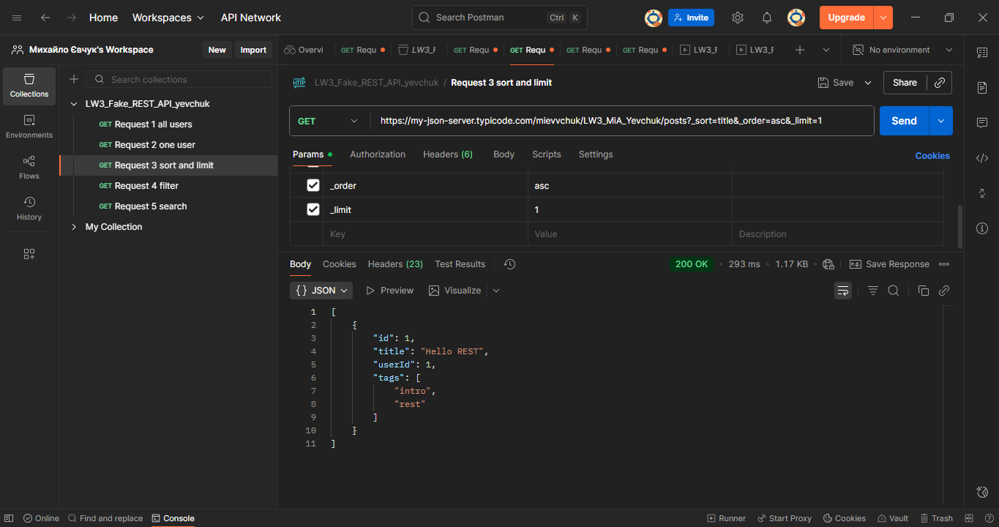 Home Workspaces API Network Search Postman Ctrl K Invite Upgrade
Михайло Євчук's Workspace New Import
Overvi GET Requ LW3_F GET Requ GET Requ GET Requ GET Requ LW3_F LW3_F No environment
Collections
Environments
Flows
History
Search collections
LW3_Fake_REST_API_yevchuk
GET Request 1 all users
GET Request 2 one user
GET Request 3 sort and limit
GET Request 4 filter
GET Request 5 search
My Collection
HTTP LW3_Fake_REST_API_yevchuk / Request 3 sort and limit Save Share
GET https://my-json-server.typicode.com/mievvchuk/LW3_MiA_Yevchuk/posts?_sort=title&_order=asc&_limit=1 Send
Params Authorization Headers (6) Body Scripts Settings Cookies
_order asc
_limit 1
Key Value Description
Body Cookies Headers (23) Test Results 200 OK • 293 ms • 1.17 KB • e.g. Save Response
{} JSON Preview Visualize
1 [
2 {
3 "id": 1,
4 "title": "Hello REST",
5 "userId": 1,
6 "tags": [
7 "intro",
8 "rest"
9 ]
10 }
11 ]
Online Find and replace Console Runner Start Proxy Cookies Vault Trash